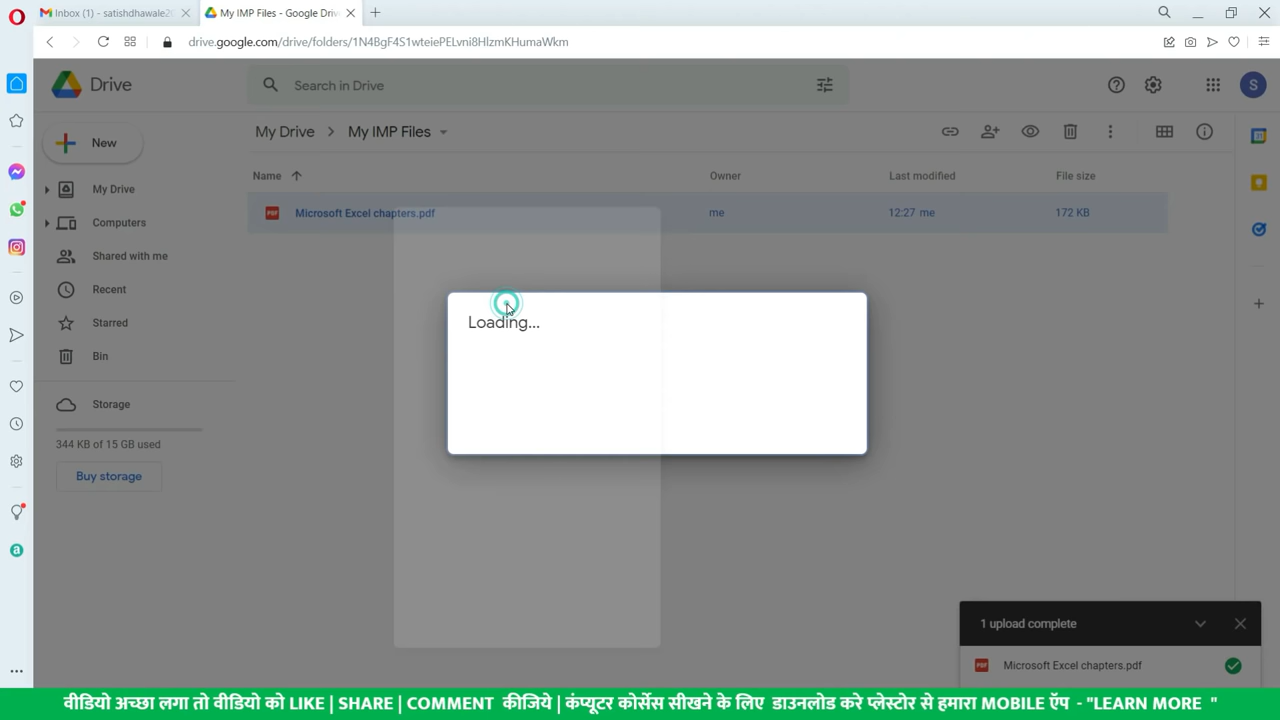 Inbox (1) - satishdhawale2
My IMP Files - Google Driv
drive.google.com/drive/folders/1N4BgF4S1wteiePELvni8HlzmKHumaWkm
Drive
Search in Drive
S
New
My Drive
My IMP Files
Name
Owner
Last modified
File size
My Drive
Microsoft Excel chapters.pdf
me
12:27 me
172 KB
Computers
Shared with me
Recent
Starred
Loading...
Bin
Storage
344 KB of 15 GB used
Buy storage
1 upload complete
Microsoft Excel chapters.pdf
वीडियो अच्छा लगा तो वीडियो को LIKE | SHARE | COMMENT कीजिये | कंप्यूटर कोर्सेस सीखने के लिए डाउनलोड करे प्लेस्टोर से हमारा MOBILE ऍप - "LEARN MORE "